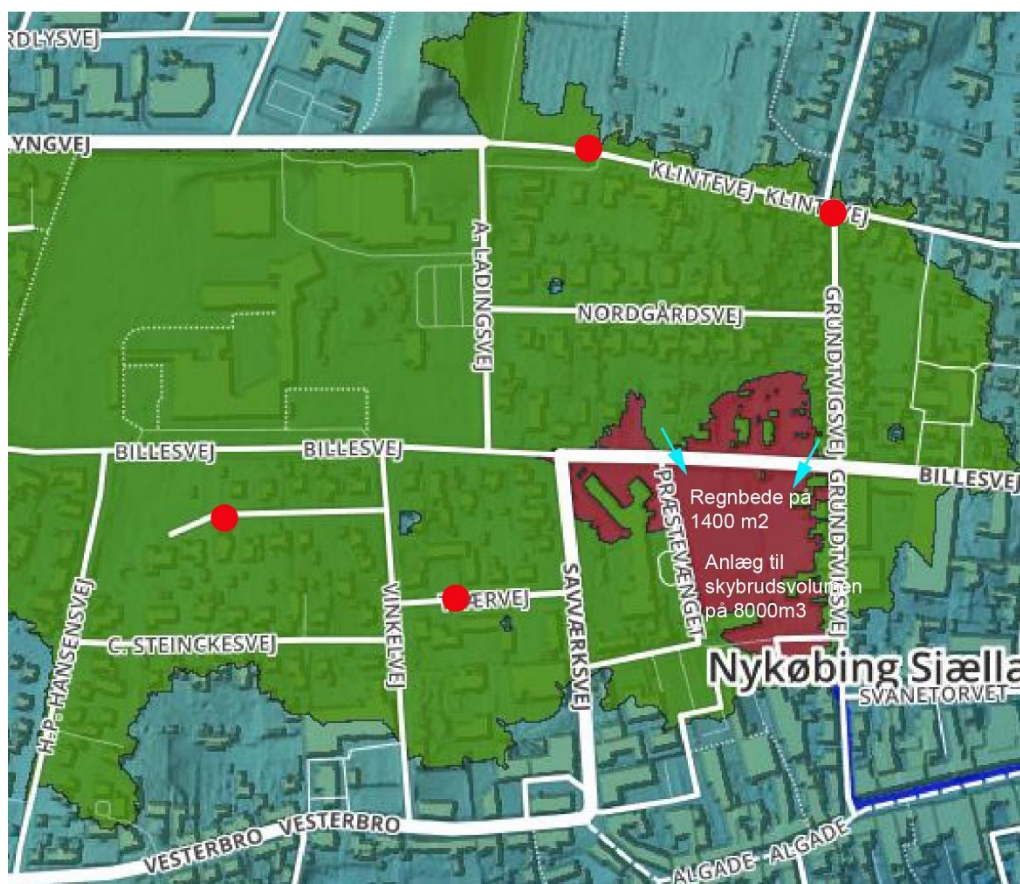 RDLYSVEJ
LYNGVEJ
KLINTEVEJ
KLINTEVEJ
A. LADINGSVEJ
NORDGÅRDSVEJ
GRUNDTVIGSVEJ
BILLESVEJ
BILLESVEJ
BILLESVEJ
PRÆSTEVÆNGET
Regnbede på
1400 m2
Anlæg til
skybrudsvolumen
på 8000m3
GRUNDTVIGSVEJ
H.P. HANSENSVEJ
VINKELVEJ
SAVVÆRKSVEJ
C. STEINCKESVEJ
Nykøbing Sjælla
SVANETORVET
VESTERBRO
VESTERBRO
ALGADE
ALGADE